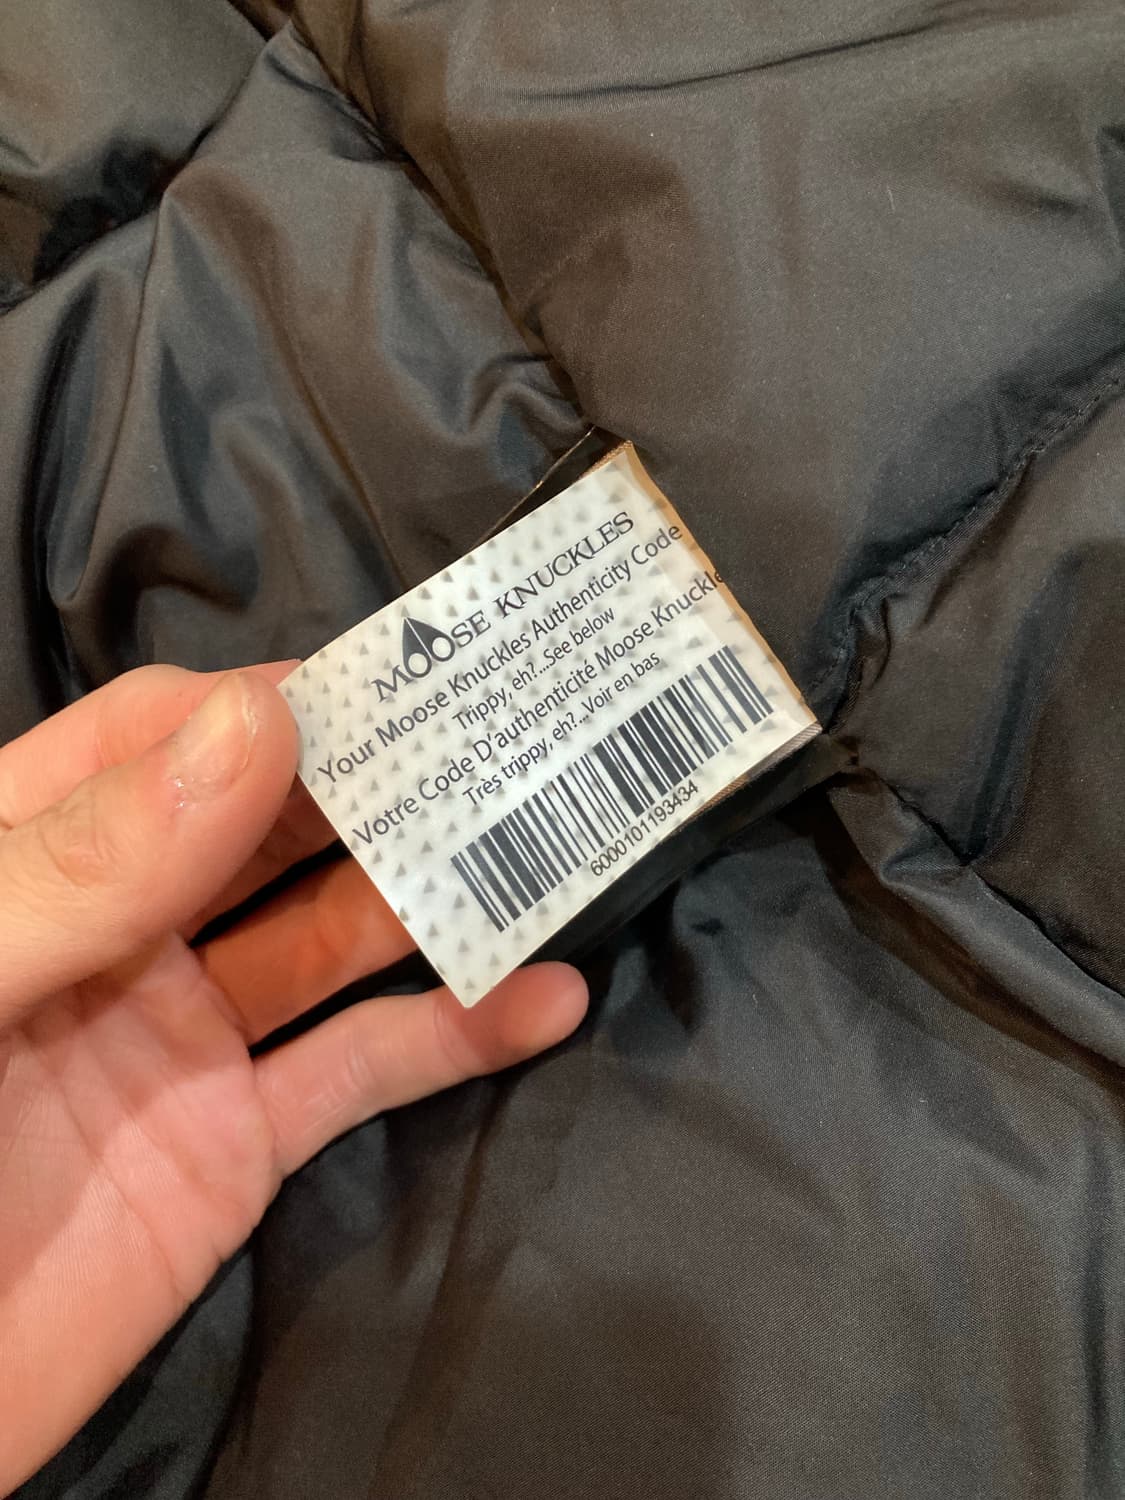 MOOSE KNUCKLES
Your Moose Knuckles Authenticity Code
Trippy, eh?...See below
Votre Code D'authenticité Moose Knuckle
Très trippy, eh?...Voir en bas
6000101193434